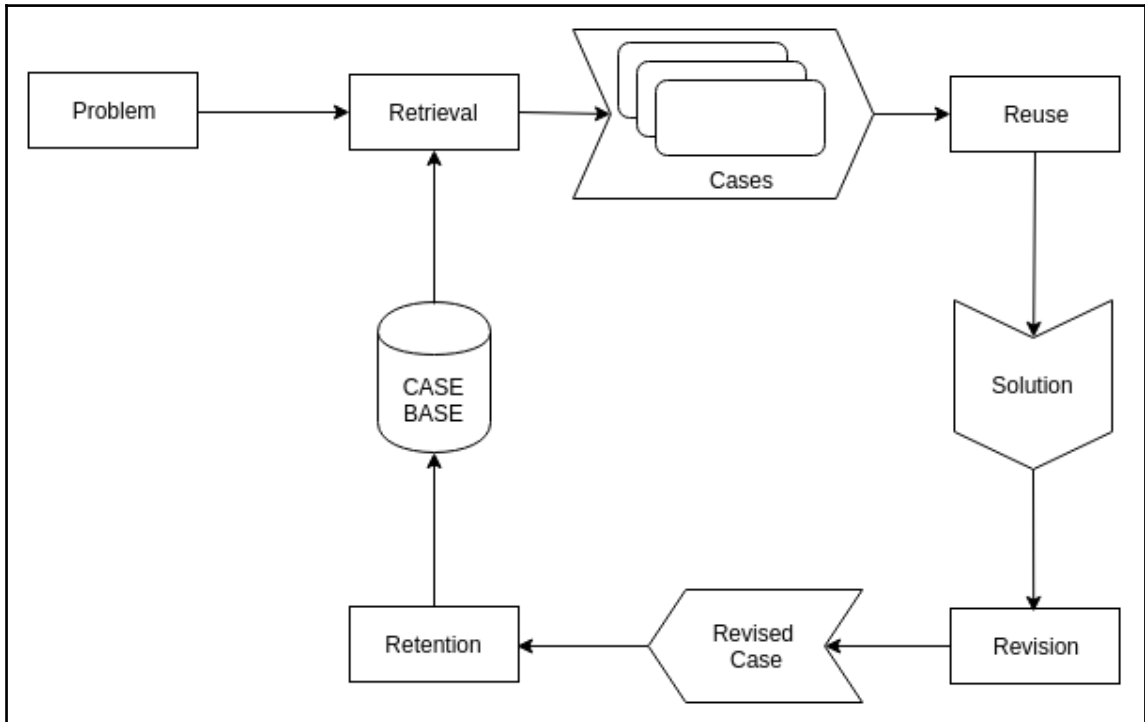 Problem
Retrieval
Cases
Reuse
CASE
BASE
Solution
Retention
Revised
Case
Revision